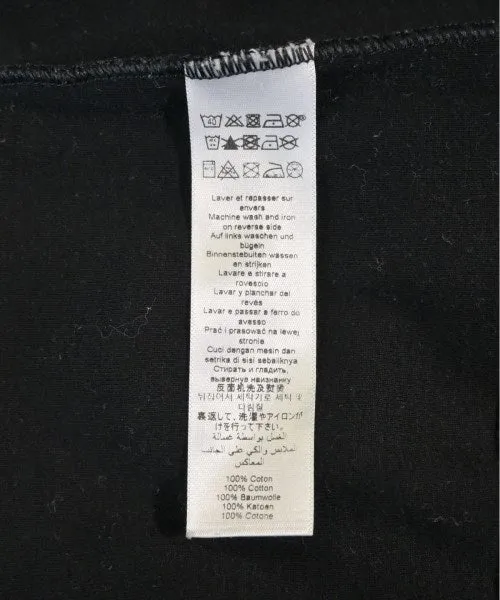 40
Laver et repasser sur
envers
Machine wash and iron
on reverse side
Auf links waschen und
bügeln
Binnenstebuiten wassen
en strijken
Lavare e stirare a
rovescio
Lavar y planchar del
revés
Lavar e passar a ferro do
avesso
Prać i prasować na lewej
stronie
Cuci dengan mesin dan
setrika di sisi sebaliknya
Стирать и гладить,
вывернув наизнанку
反面机洗及熨烫
뒤집어서 세탁기로 세탁 및
다림질
裏返して、洗濯やアイロンが
けを行って下さい。
الغسل بواسطة غسالة
الملابس والكي على الجانب
المعاكس
100% Coton
100% Cotton
100% Baumwolle
100% Katoen
100% Cotone